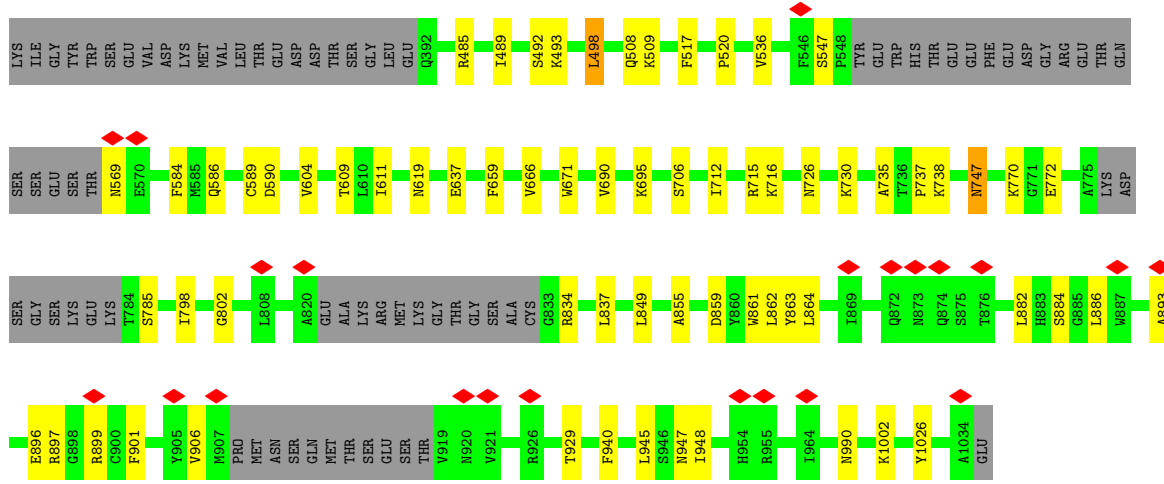 LYS ILE GLY TYR TRP SER GLU VAL ASP LYS MET VAL LEU THR GLU ASP ASP THR SER GLY LEU GLU Q392 R485 I489 S492 K493 L498 Q508 K509 F517 P520 V536 F546 S547 P548 TYR GLU TRP HIS THR GLU GLU PHE GLU ASP GLY ARG GLU THR GLN
SER SER GLU SER THR N569 E570 F584 M585 Q586 C589 D590 V604 T609 L610 I611 N619 E637 F659 V666 W671 V690 K695 S706 I712 R715 K716 N726 K730 A735 T736 P737 K738 N747 K770 G771 E772 A775 LYS ASP
SER GLY SER LYS GLU LYS T784 S785 I798 G802 L808 A820 GLU ALA LYS ARG MET LYS GLY THR GLY SER ALA CYS G833 R834 L837 L849 A855 D859 Y860 W861 L862 Y863 L864 I869 Q872 N873 Q874 S875 T876 L882 H883 S884 G885 L886 W887 A893
E896 R897 G898 R899 C900 F901 Y905 V906 M907 PRO MET ASN SER GLN MET THR SER GLU SER THR V919 N920 V921 R926 T929 F940 L945 S946 N947 I948 H954 R955 I964 N990 K1002 Y1026 A1034 GLU